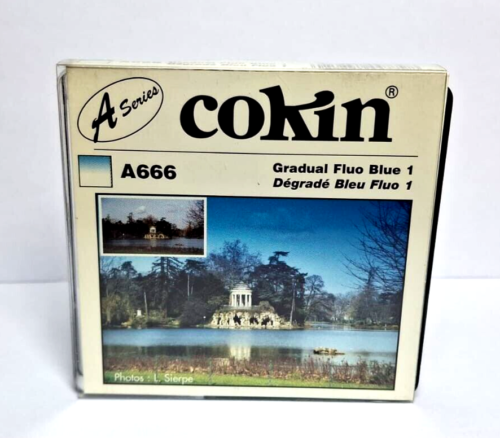 A Series
cokin®
A666
Gradual Fluo Blue 1
Dégradé Bleu Fluo 1
Photos : L. Sierpe